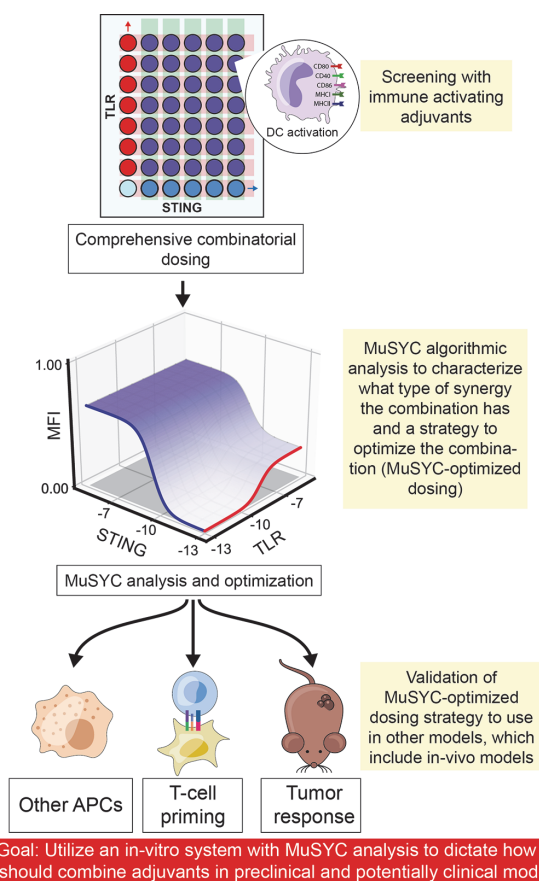 TLR
STING
CD80
CD40
CD86
MHCI
MHCII
DC activation
Screening with
immune activating
adjuvants
Comprehensive combinatorial
dosing
1.00
MFI
0.00
-7
-10
-13
STING
-13
-10
-7
TLR
MuSYC algorithmic
analysis to characterize
what type of synergy
the combination has
and a strategy to
optimize the combina-
tion (MuSYC-optimized
dosing)
MuSYC analysis and optimization
Validation of
MuSYC-optimized
dosing strategy to use
in other models, which
include in-vivo models
Other APCs
T-cell
priming
Tumor
response
Goal: Utilize an in-vitro system with MuSYC analysis to dictate how
should combine adjuvants in preclinical and potentially clinical mod